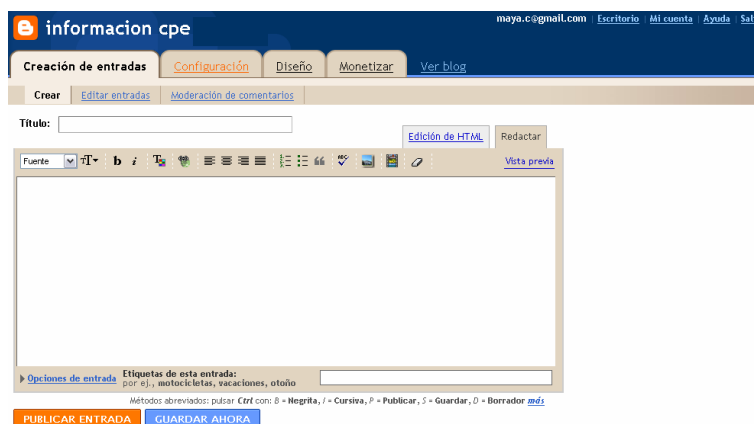 maya.c@gmail.com | Escritorio | Mi cuenta | Ayuda | Sal
informacion cpe
Creación de entradas Configuración Diseño Monetizar Ver blog
Crear Editar entradas Moderación de comentarios
Título:
Edición de HTML Redactar
Fuente Vista previa
Opciones de entrada Etiquetas de esta entrada:
por ej., motocicletas, vacaciones, otoño
Métodos abreviados: pulsar Ctrl con: B = Negrita, I = Cursiva, P = Publicar, S = Guardar, D = Borrador más
PUBLICAR ENTRADA GUARDAR AHORA